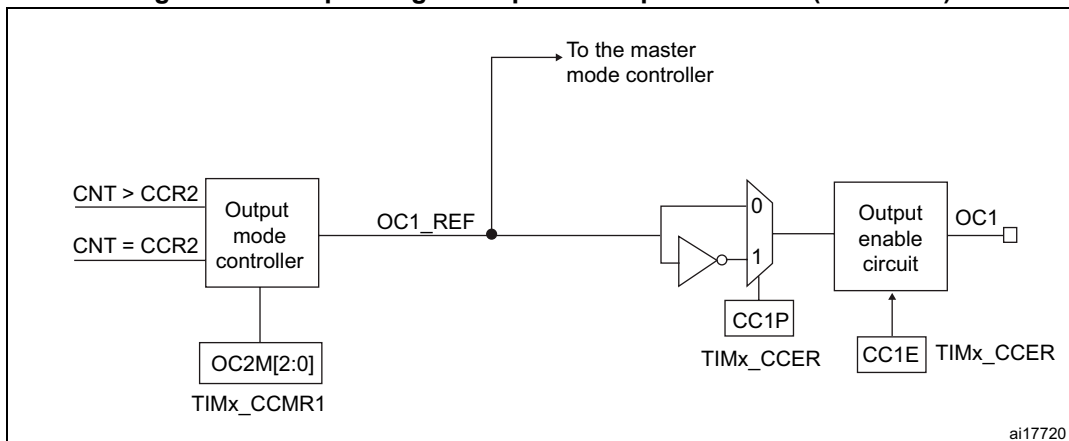 To the master
mode controller
CNT > CCR2
CNT = CCR2
Output
mode
controller
OC1_REF
0
1
Output
enable
circuit
OC1
CC1P
TIMx_CCER
CC1E
TIMx_CCER
OC2M[2:0]
TIMx_CCMR1
ai17720